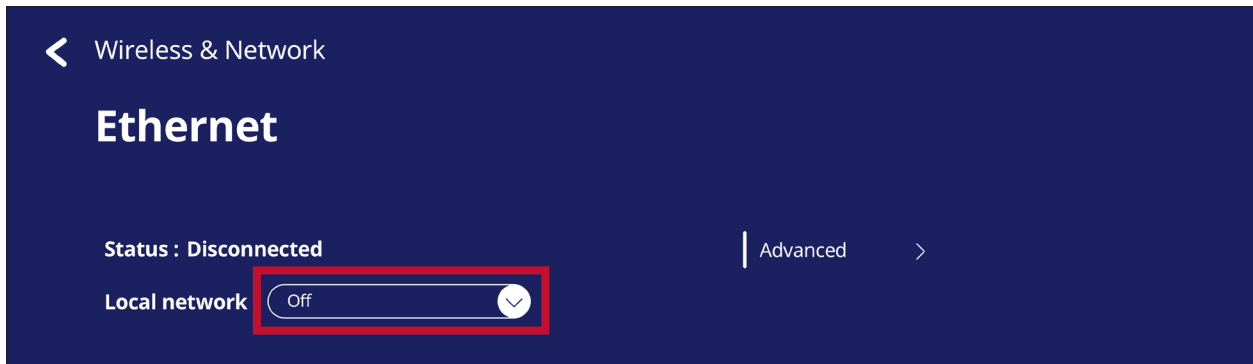 Wireless & Network
Ethernet
Status : Disconnected
Advanced
Local network
Off